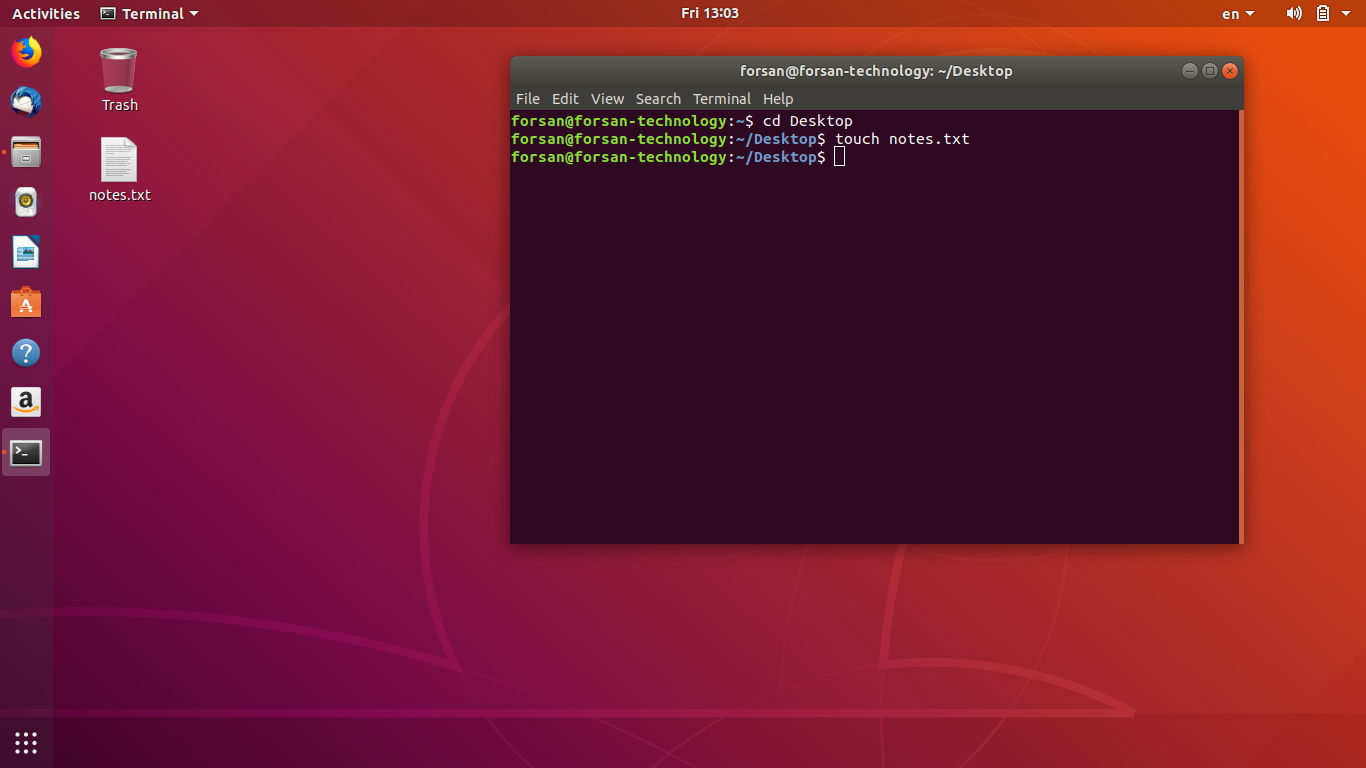 Activities Terminal Fri 13:03 en
Trash
notes.txt
forsan@forsan-technology: ~/Desktop
File Edit View Search Terminal Help
forsan@forsan-technology:~$ cd Desktop
forsan@forsan-technology:~/Desktop$ touch notes.txt
forsan@forsan-technology:~/Desktop$